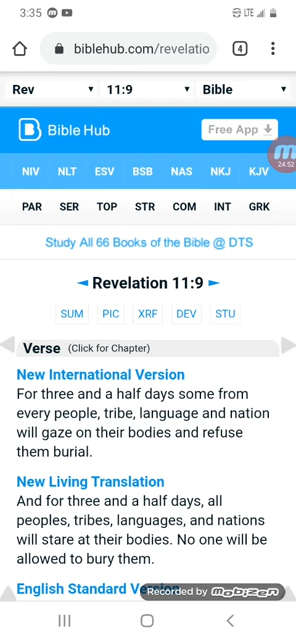 3:35 LTE
biblehub.com/revelatio 4
Rev 11:9 Bible
Bible Hub Free App
24:52
NIV NLT ESV BSB NAS NKJ KJV
PAR SER TOP STR COM INT GRK
Study All 66 Books of the Bible @ DTS
Revelation 11:9
SUM PIC XRF DEV STU
Verse (Click for Chapter)
New International Version
For three and a half days some from
every people, tribe, language and nation
will gaze on their bodies and refuse
them burial.
New Living Translation
And for three and a half days, all
peoples, tribes, languages, and nations
will stare at their bodies. No one will be
allowed to bury them.
English Standard Version
Recorded by Mobizen